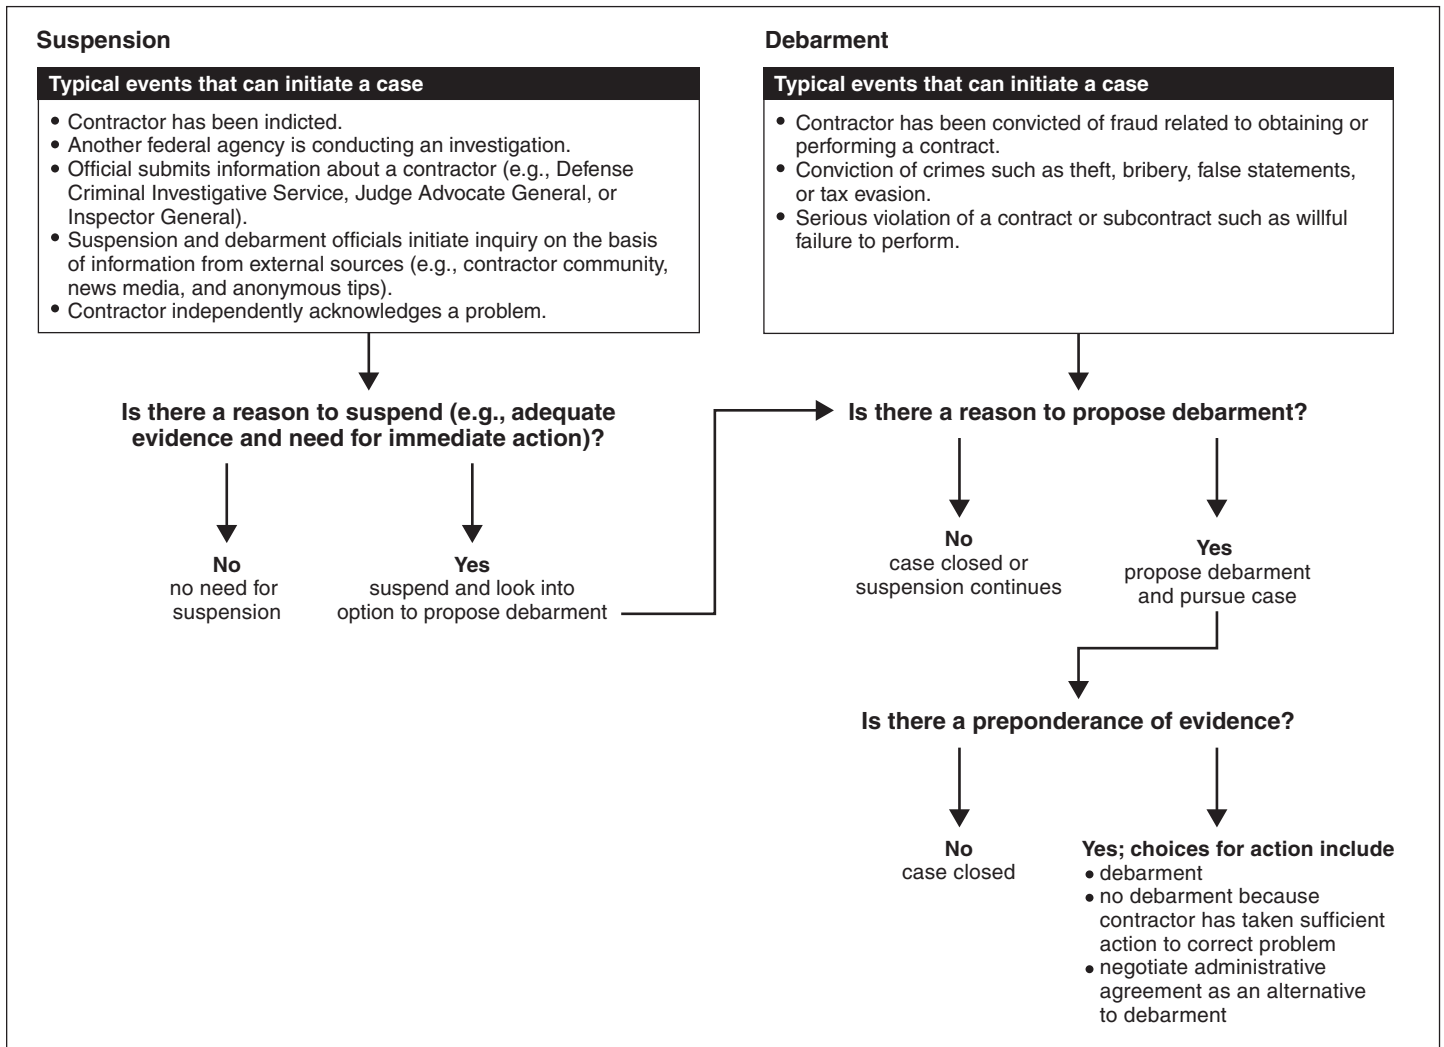 Suspension
Typical events that can initiate a case
• Contractor has been indicted.
• Another federal agency is conducting an investigation.
• Official submits information about a contractor (e.g., Defense
Criminal Investigative Service, Judge Advocate General, or
Inspector General).
• Suspension and debarment officials initiate inquiry on the basis
of information from external sources (e.g., contractor community,
news media, and anonymous tips).
• Contractor independently acknowledges a problem.
Is there a reason to suspend (e.g., adequate
evidence and need for immediate action)?
No
no need for
suspension
Yes
suspend and look into
option to propose debarment
Debarment
Typical events that can initiate a case
• Contractor has been convicted of fraud related to obtaining or
performing a contract.
• Conviction of crimes such as theft, bribery, false statements,
or tax evasion.
• Serious violation of a contract or subcontract such as willful
failure to perform.
Is there a reason to propose debarment?
No
case closed or
suspension continues
Yes
propose debarment
and pursue case
Is there a preponderance of evidence?
No
case closed
Yes; choices for action include
• debarment
• no debarment because
contractor has taken sufficient
action to correct problem
• negotiate administrative
agreement as an alternative
to debarment